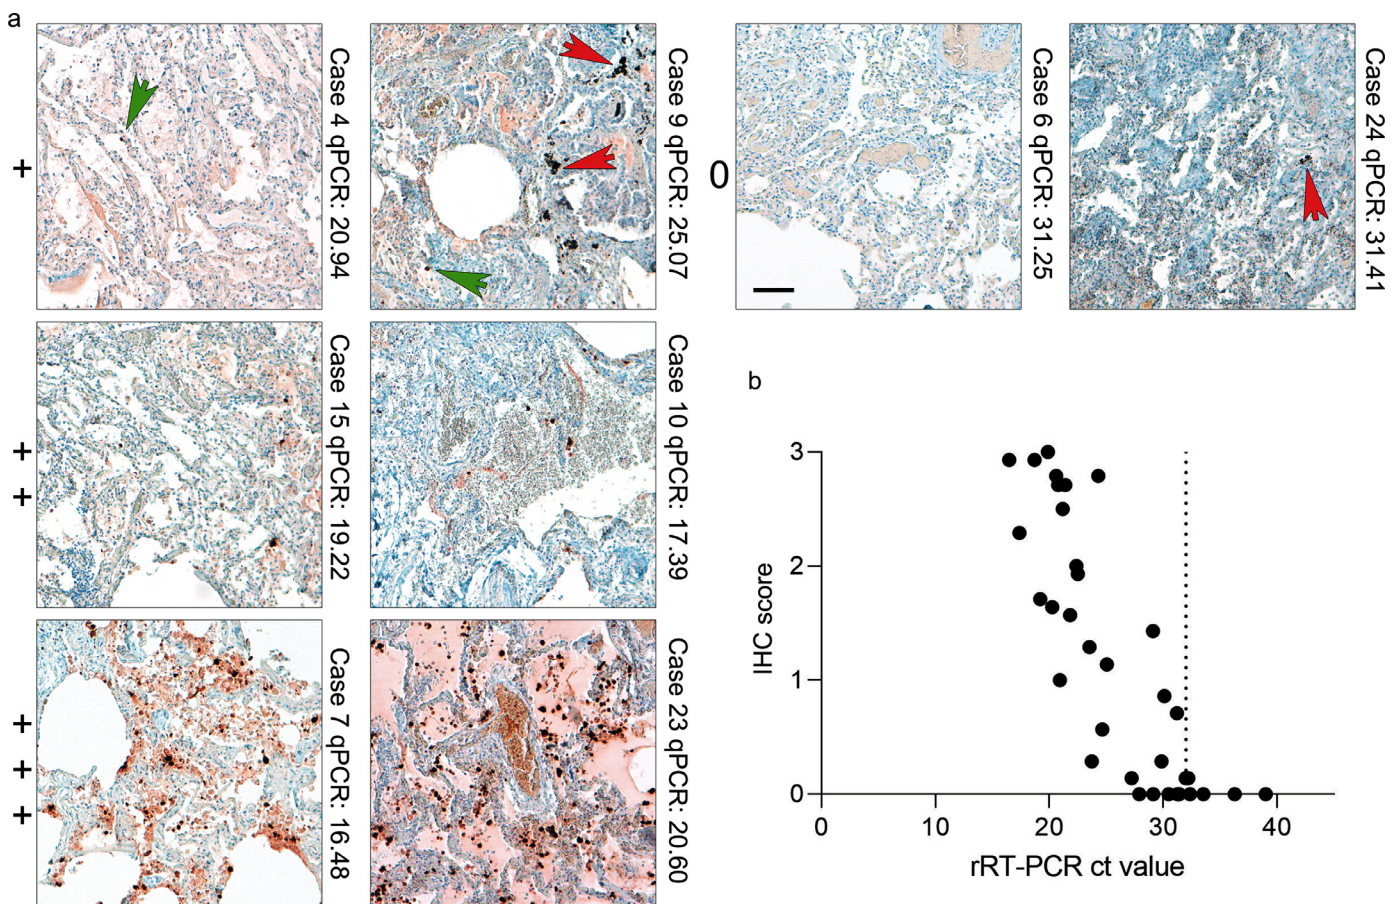 a
Case 4 qPCR: 20.94
+
Case 9 qPCR: 25.07
0
Case 6 qPCR: 31.25
Case 24 qPCR: 31.41
Case 15 qPCR: 19.22
+ +
Case 10 qPCR: 17.39
Case 7 qPCR: 16.48
+ + +
Case 23 qPCR: 20.60
b
IHC score
3
2
1
0
0 10 20 30 40
rRT-PCR ct value